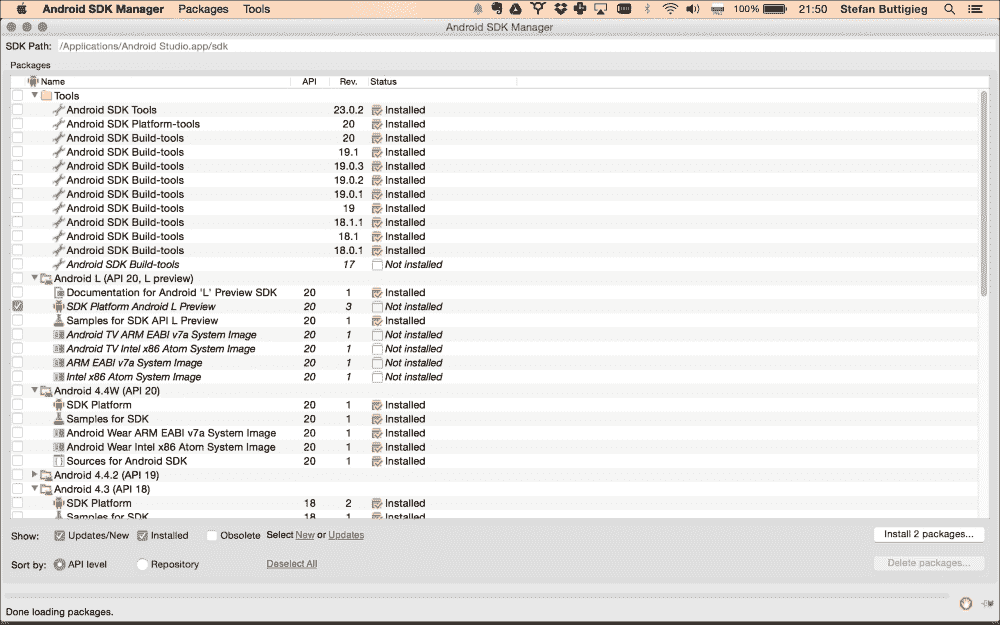 Android SDK Manager Packages Tools 100% 21:50 Stefan Buttigieg
Android SDK Manager
SDK Path: /Applications/Android Studio.app/sdk
Packages
Name API Rev. Status
Tools
Android SDK Tools 23.0.2 Installed
Android SDK Platform-tools 20 Installed
Android SDK Build-tools 20 Installed
Android SDK Build-tools 19.1 Installed
Android SDK Build-tools 19.0.3 Installed
Android SDK Build-tools 19.0.2 Installed
Android SDK Build-tools 19.0.1 Installed
Android SDK Build-tools 19 Installed
Android SDK Build-tools 18.1.1 Installed
Android SDK Build-tools 18.1 Installed
Android SDK Build-tools 18.0.1 Installed
Android SDK Build-tools 17 Not installed
Android L (API 20, L preview)
Documentation for Android 'L' Preview SDK 20 1 Installed
SDK Platform Android L Preview 20 3 Not installed
Samples for SDK API L Preview 20 1 Installed
Android TV ARM EABI v7a System Image 20 1 Not installed
Android TV Intel x86 Atom System Image 20 1 Not installed
ARM EABI v7a System Image 20 1 Not installed
Intel x86 Atom System Image 20 1 Not installed
Android 4.4W (API 20)
SDK Platform 20 1 Installed
Samples for SDK 20 1 Installed
Android Wear ARM EABI v7a System Image 20 1 Installed
Android Wear Intel x86 Atom System Image 20 1 Installed
Sources for Android SDK 20 1 Installed
Android 4.4.2 (API 19)
Android 4.3 (API 18)
SDK Platform 18 2 Installed
Samples for SDK 18 1 Installed
Show: Updates/New Installed Obsolete Select New or Updates Install 2 packages...
Sort by: API level Repository Deselect All Delete packages...
Done loading packages.